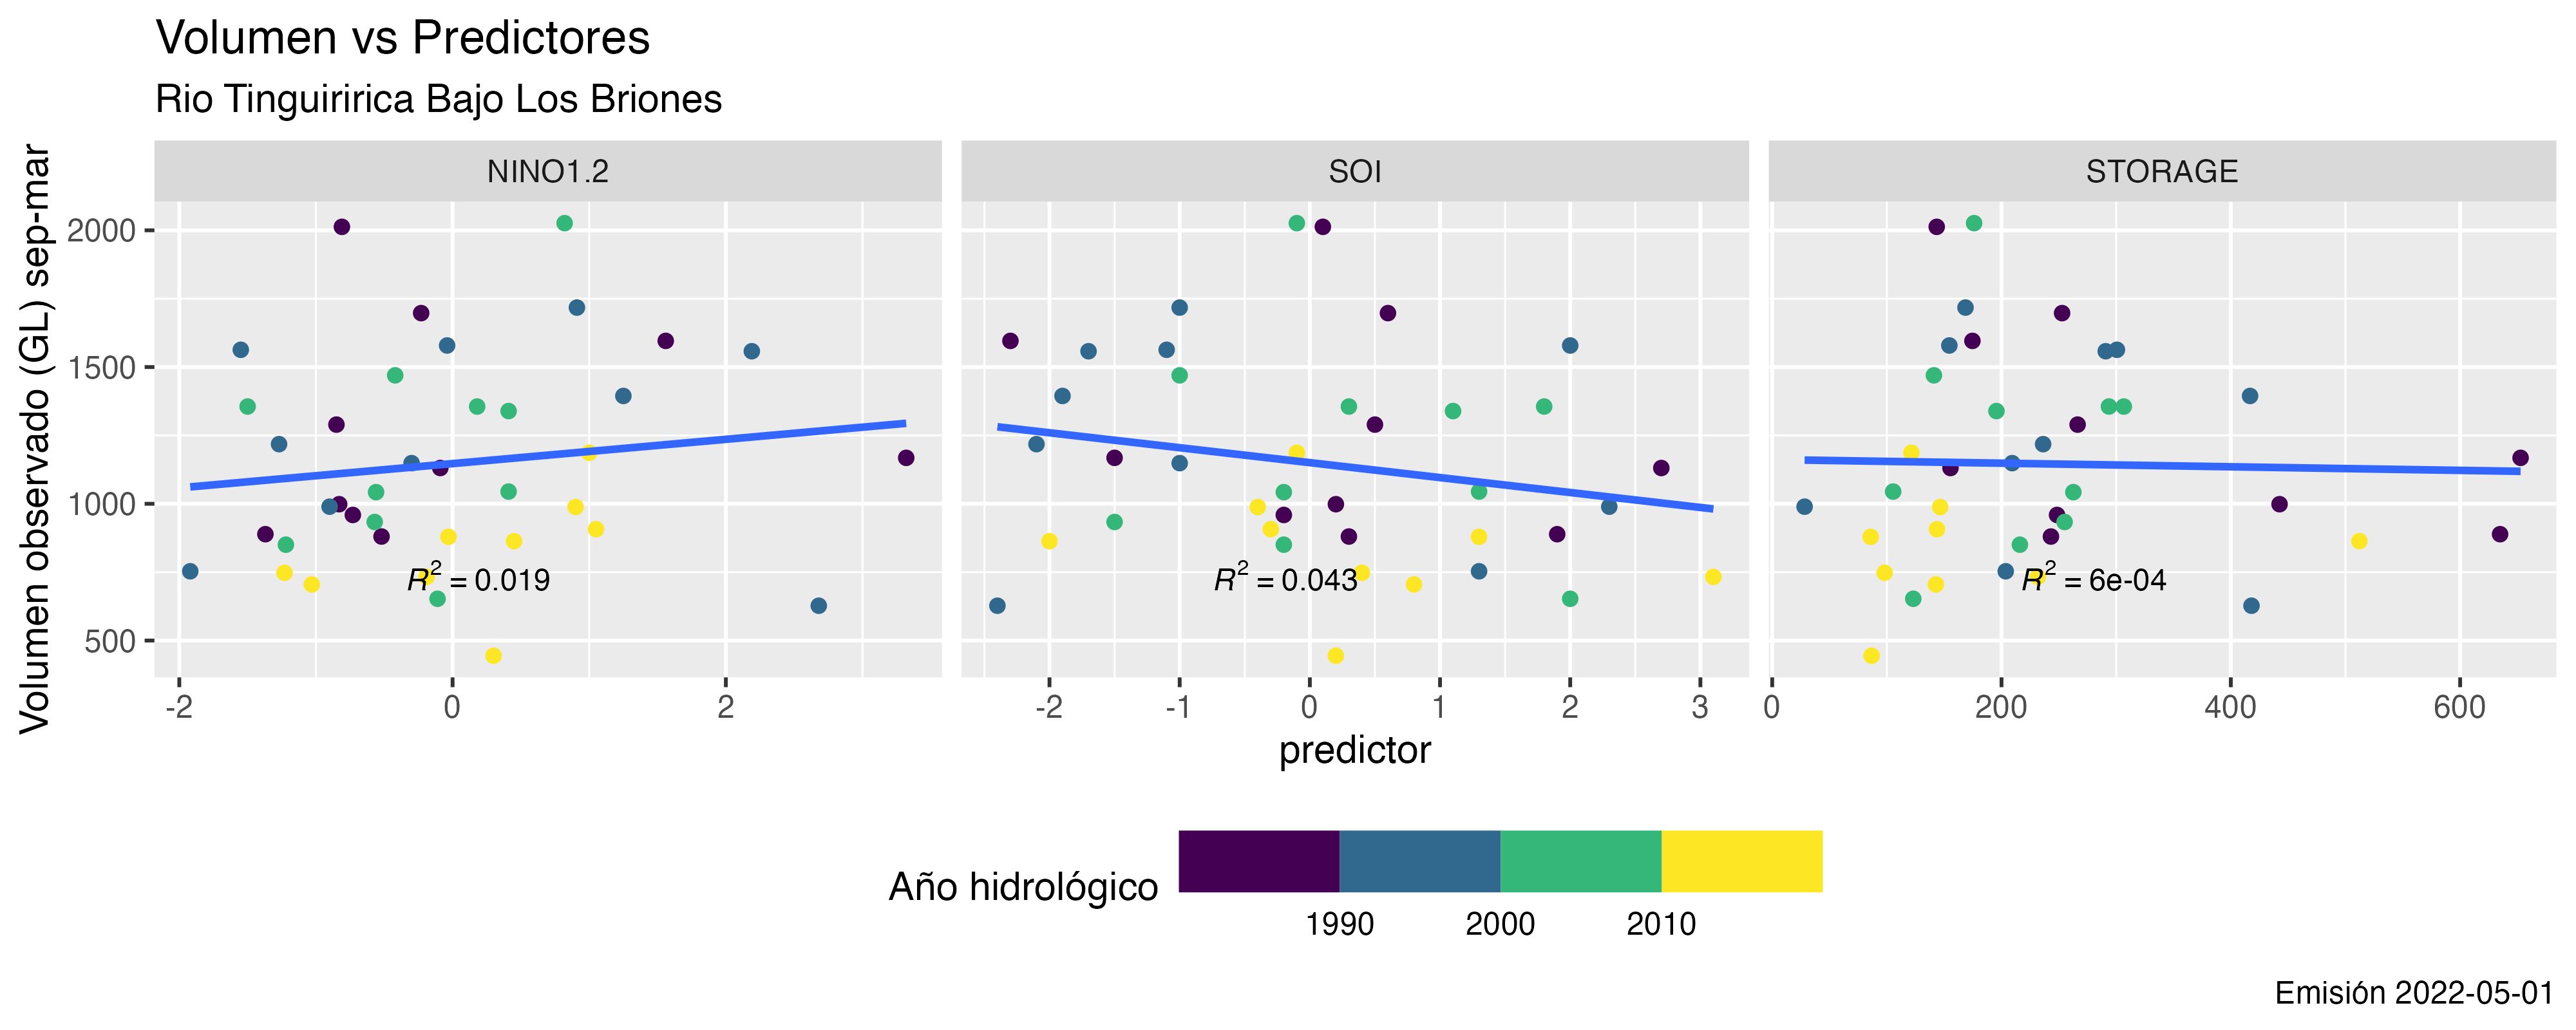 Volumen vs Predictores
Rio Tinguiririca Bajo Los Briones
Volumen observado (GL) sep-mar
NINO1.2
SOI
STORAGE
2000
1500
1000
500
R² = 0.019
R² = 0.043
R² = 6e-04
-2 0 2
-2 -1 0 1 2 3
0 200 400 600
predictor
Año hidrológico
1990 2000 2010
Emisión 2022-05-01